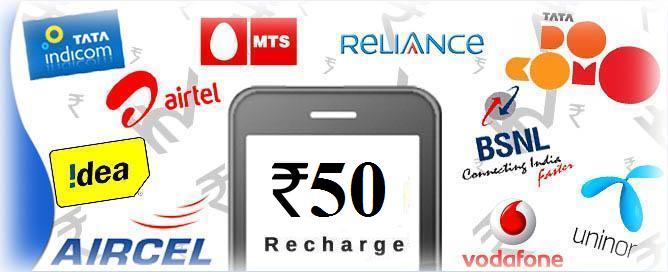 TATA
indicom
MTS
RELIANCE
TATA
DO
CO
MO
airtel
BSNL
Connecting India
faster
!dea
₹50
Recharge
AIRCEL
vodafone
uninor